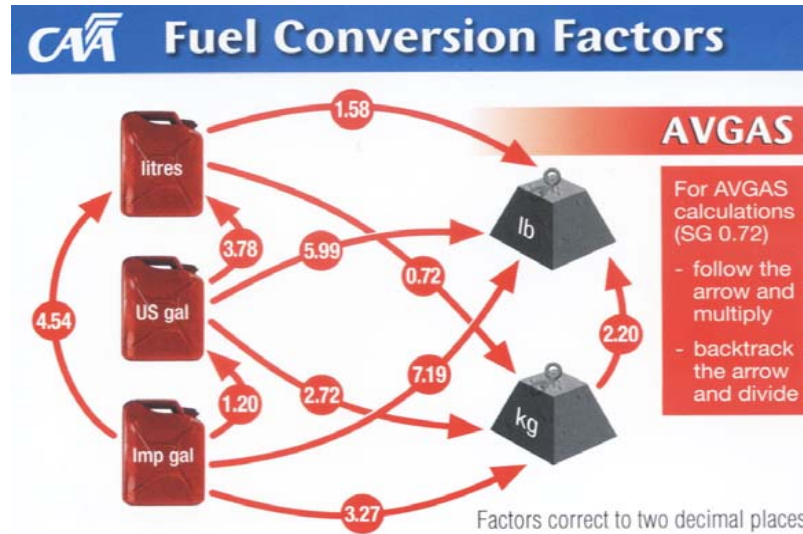 CAA Fuel Conversion Factors
AVGAS
For AVGAS
calculations
(SG 0.72)
- follow the
arrow and
multiply
- backtrack
the arrow
and divide
litres
US gal
Imp gal
lb
kg
1.58
3.78
5.99
0.72
4.54
2.20
7.19
1.20
2.72
3.27
Factors correct to two decimal places